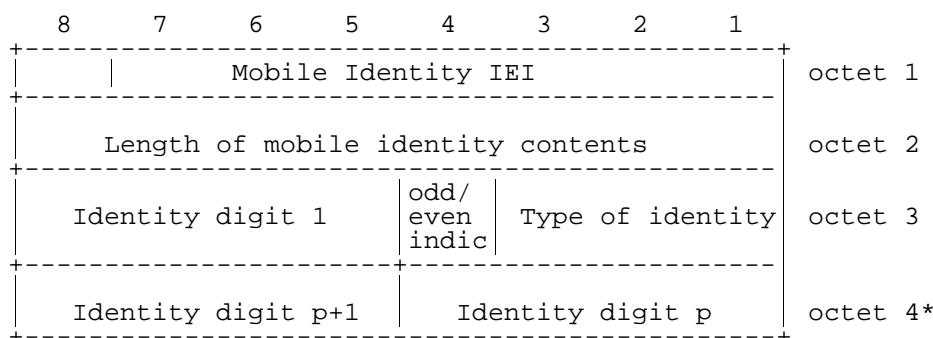 8 7 6 5 4 3 2 1
Mobile Identity IEI octet 1
Length of mobile identity contents octet 2
odd/
Identity digit 1 even Type of identity octet 3
indic
Identity digit p+1 Identity digit p octet 4*